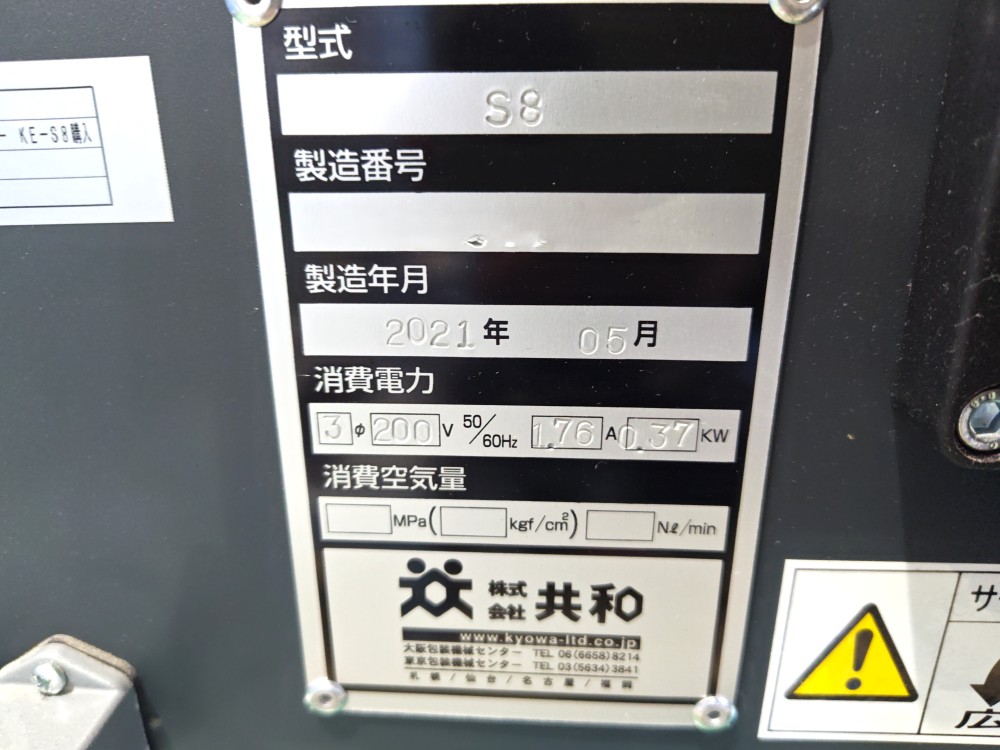 型式
S8
製造番号
製造年月
2021年 05月
消費電力
3φ200V 50/60Hz 1.76A 0.37KW
消費空気量
MPa( kgf/cm²) Nℓ/min
株式会社 共和
www.kyowa-ltd.co.jp
大阪包装機械センター TEL 06(6658)8214
東京包装機械センター TEL 03(5634)3841
札幌/仙台/名古屋/福岡
ー KE-S8購入
サ
広